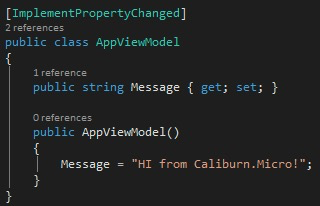 [ImplementPropertyChanged]
2 references
public class AppViewModel
{
1 reference
public string Message { get; set; }
0 references
public AppViewModel()
{
Message = "HI from Caliburn.Micro!";
}
}